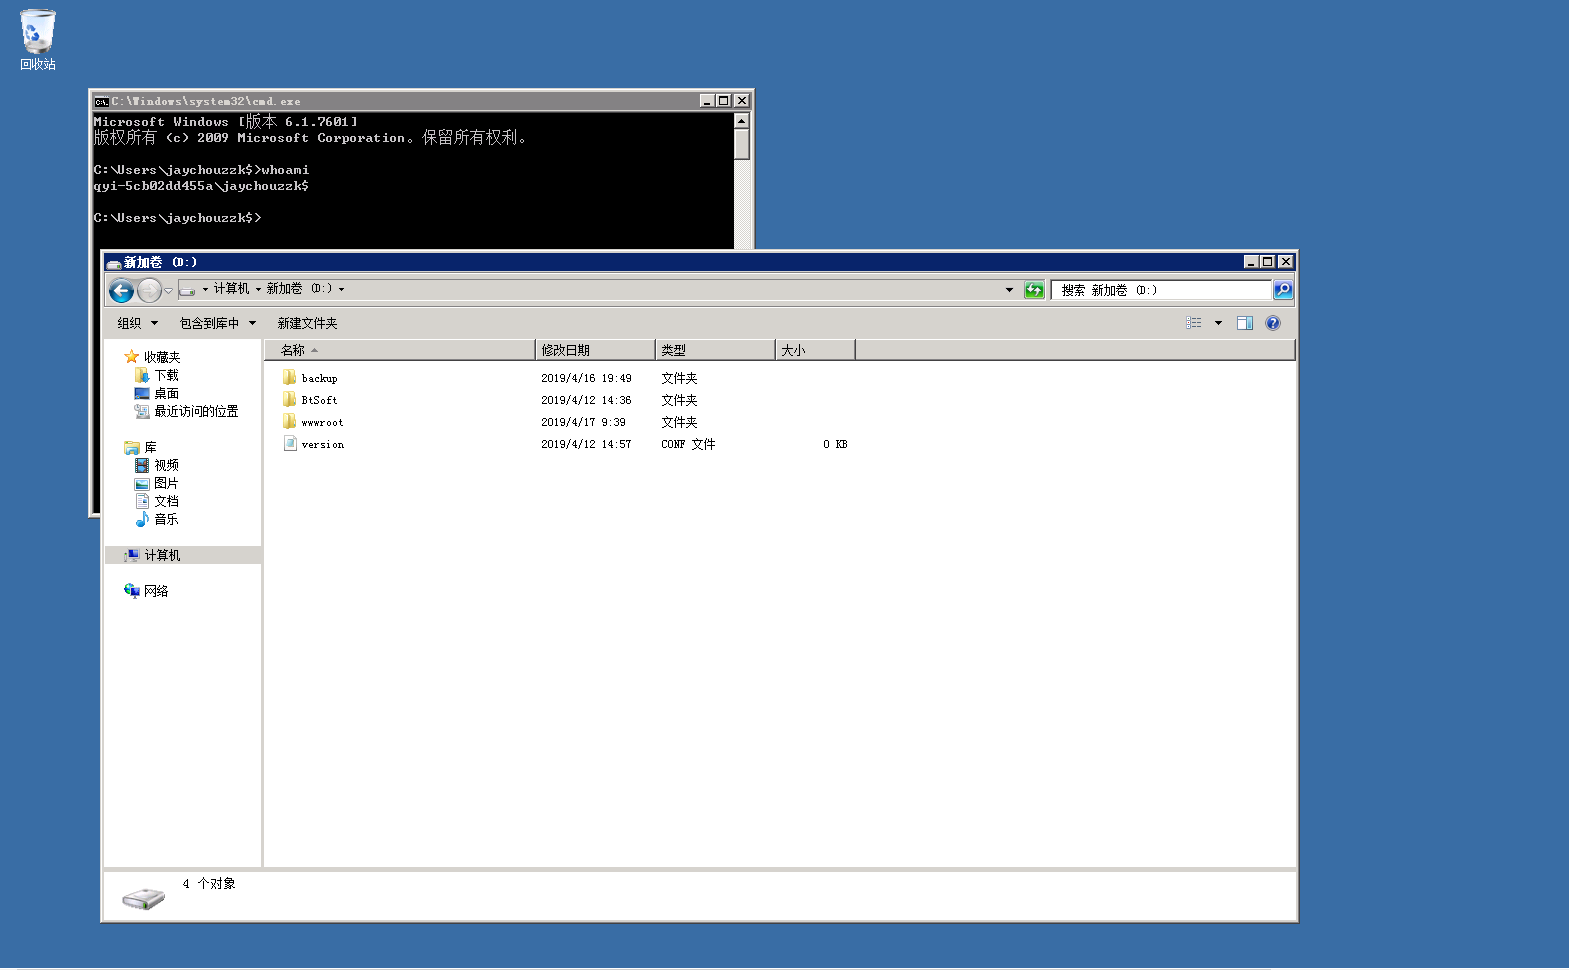 回收站
C:\Windows\system32\cmd.exe
Microsoft Windows [版本 6.1.7601]
版权所有 (c) 2009 Microsoft Corporation。保留所有权利。
C:\Users\jaychouzzk$>whoami
qyi-5cb02dd455a\jaychouzzk$
C:\Users\jaychouzzk$>
新加卷 (D:)
计算机 新加卷 (D:) 搜索 新加卷 (D:)
组织 包含到库中 新建文件夹
名称 修改日期 类型 大小
收藏夹
下载
桌面
最近访问的位置
库
视频
图片
文档
音乐
计算机
网络
backup 2019/4/16 19:49 文件夹
BtSoft 2019/4/12 14:36 文件夹
wwwroot 2019/4/17 9:39 文件夹
version 2019/4/12 14:57 CONF 文件 0 KB
4 个对象